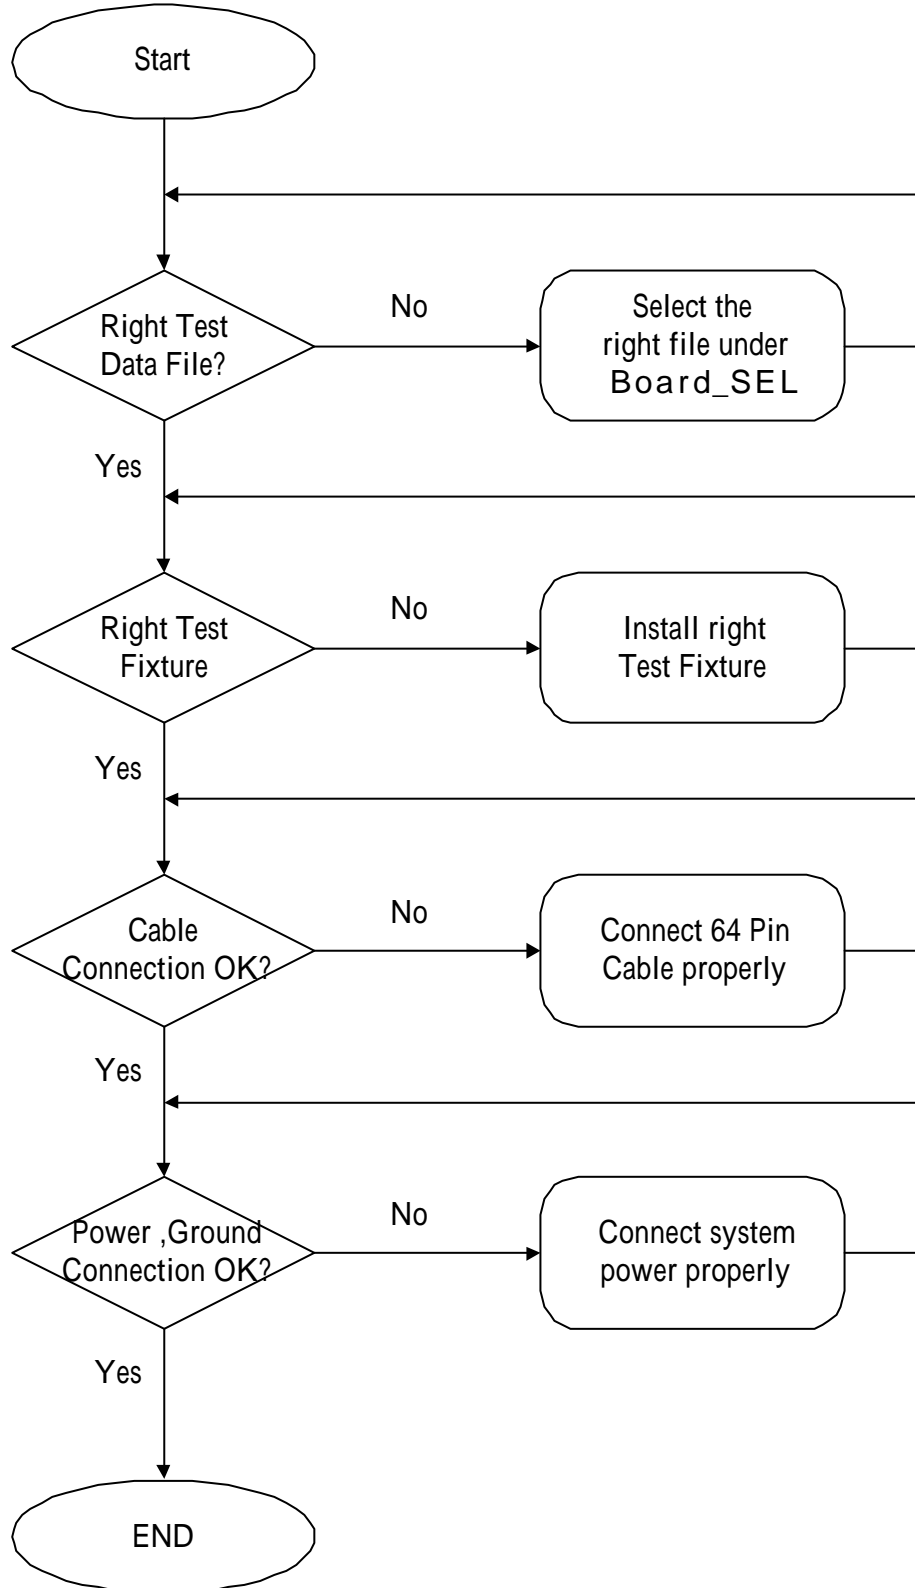 Start
Right Test
Data File?
No
Select the
right file under
Board_SEL
Yes
Right Test
Fixture
No
Install right
Test Fixture
Yes
Cable
Connection OK?
No
Connect 64 Pin
Cable properly
Yes
Power ,Ground
Connection OK?
No
Connect system
power properly
Yes
END